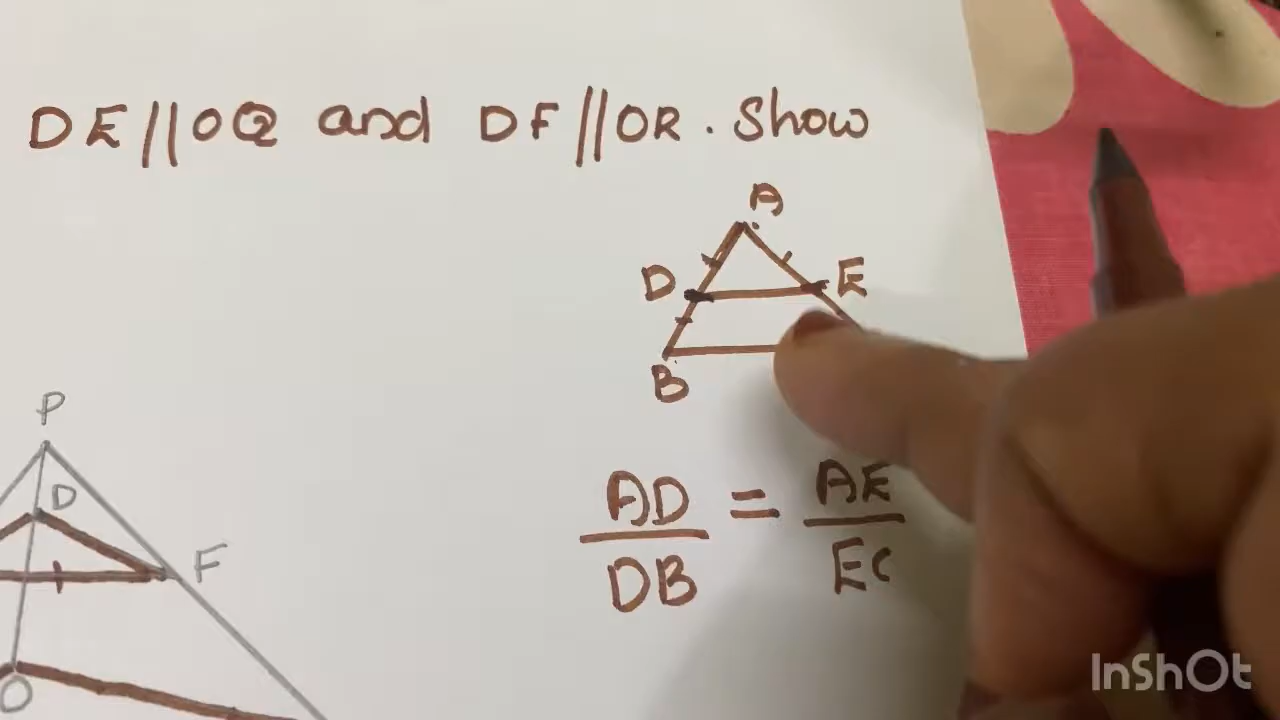 DE//OQ and DF//OR. Show
A
D E
B
P
D
F
O
AD/DB = AE/EC
InShOt